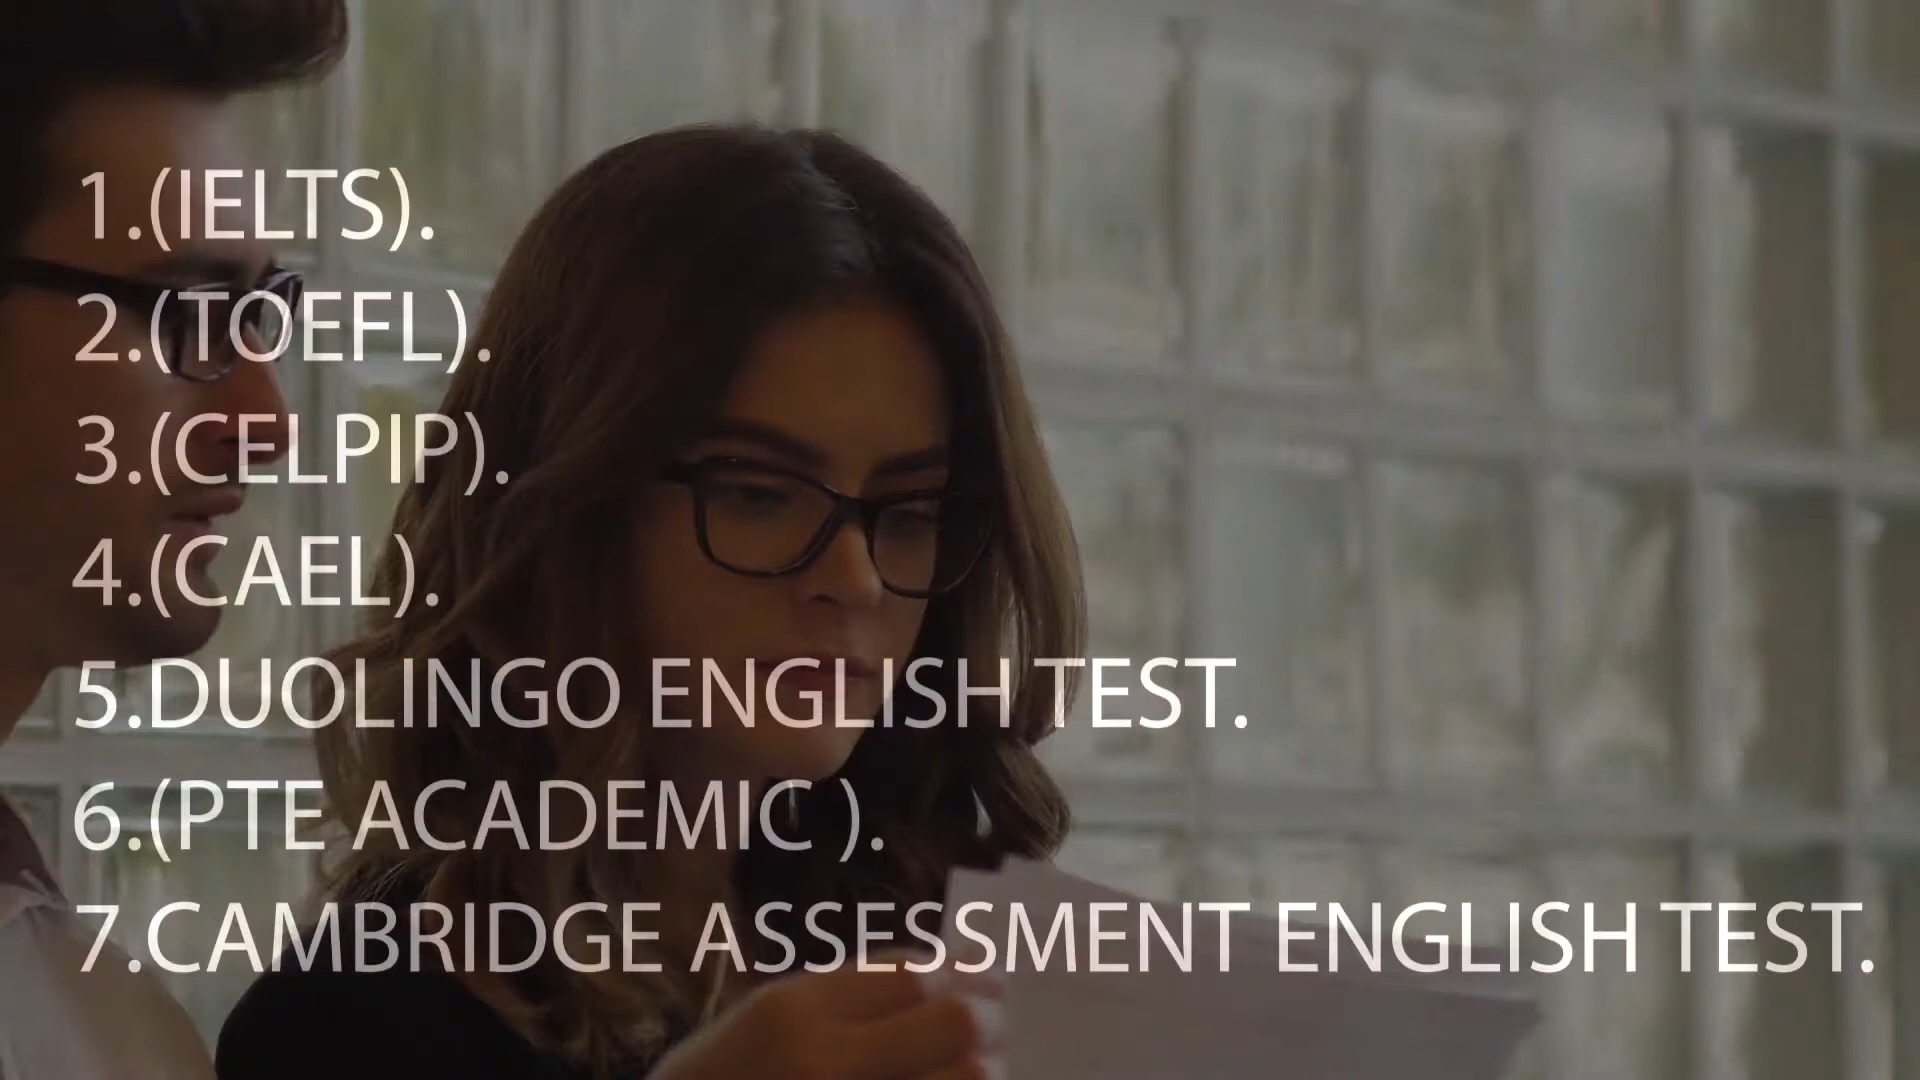 1.(IELTS).
2.(TOEFL).
3.(CELPIP).
4.(CAEL).
5.DUOLINGO ENGLISH TEST.
6.(PTE ACADEMIC ).
7.CAMBRIDGE ASSESSMENT ENGLISH TEST.